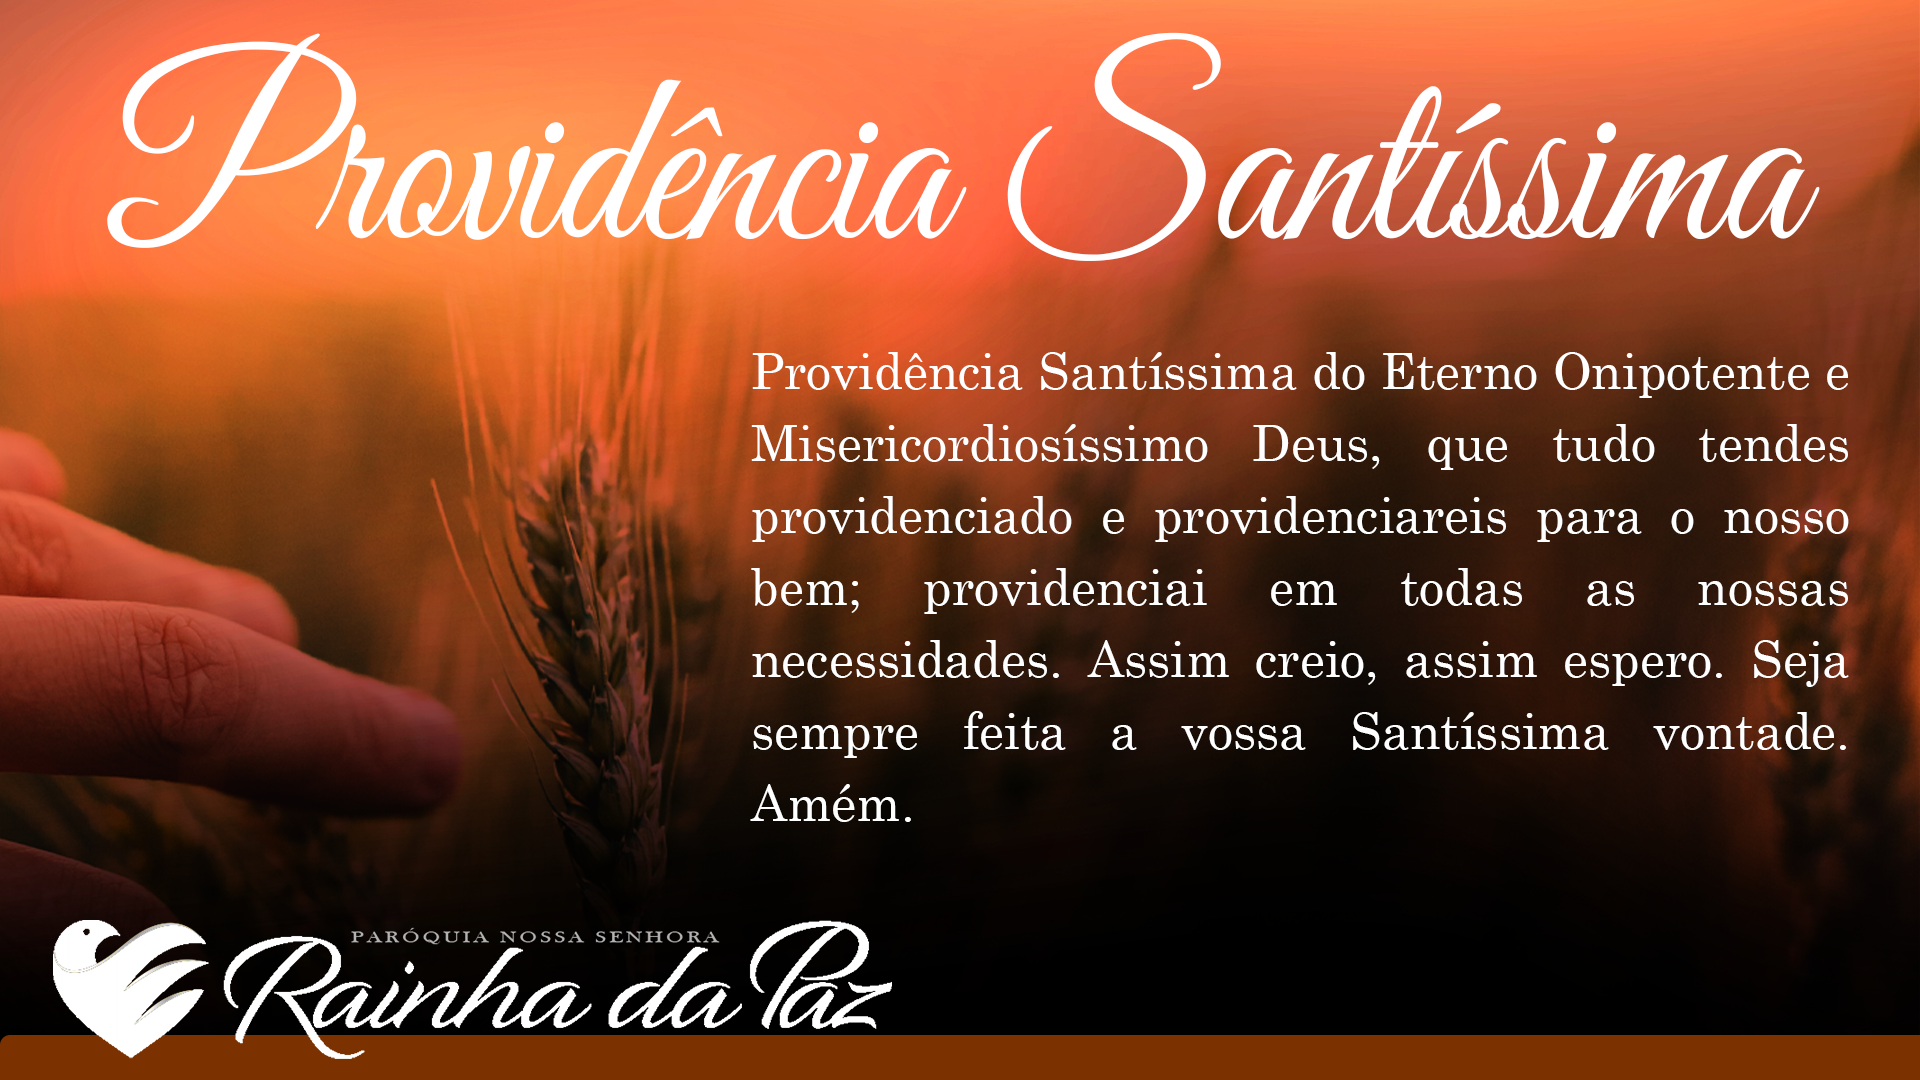 Providência Santíssima
Providência Santíssima do Eterno Onipotente e
Misericordiosíssimo Deus, que tudo tendes
providenciado e providenciareis para o nosso
bem; providenciai em todas as nossas
necessidades. Assim creio, assim espero. Seja
sempre feita a vossa Santíssima vontade.
Amém.
PARÓQUIA NOSSA SENHORA
Rainha da Paz